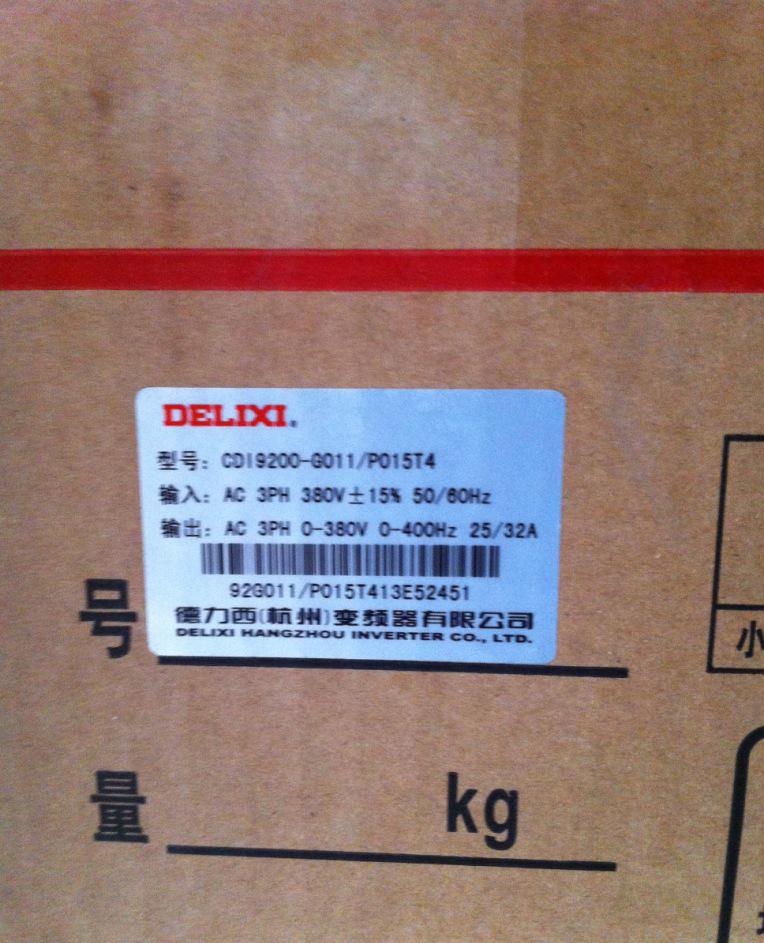 DELIXI®
型号: CDI9200-G011/P015T4
输入: AC 3PH 380V±15% 50/60Hz
输出: AC 3PH 0-380V 0-400Hz 25/32A
92G011/P015T413E52451
德力西(杭州)变频器有限公司
DELIXI HANGZHOU INVERTER CO., LTD.
号
小
量 kg